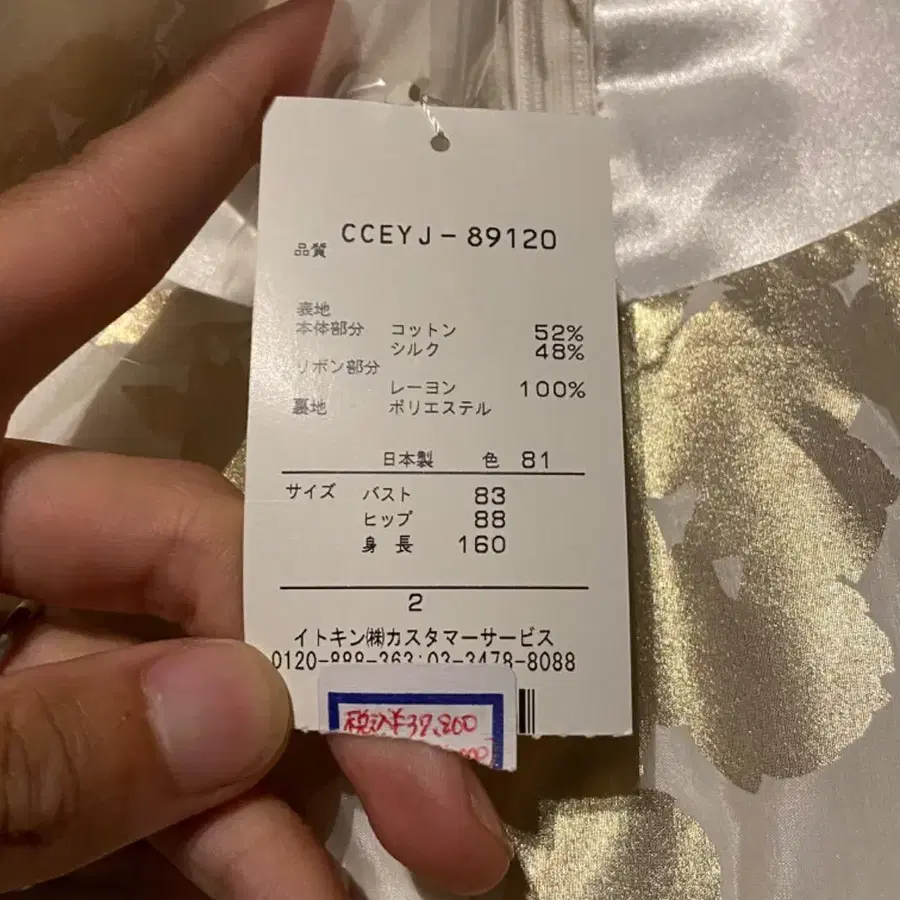 CCEYJ-89120
品質
表地
本体部分 コットン 52%
シルク 48%
リボン部分
レーヨン 100%
裏地 ポリエステル
日本製 色 81
サイズ バスト 83
ヒップ 88
身長 160
2
イトキン㈱カスタマーサービス
0120-888-363:03-3478-8088
税込¥37,800